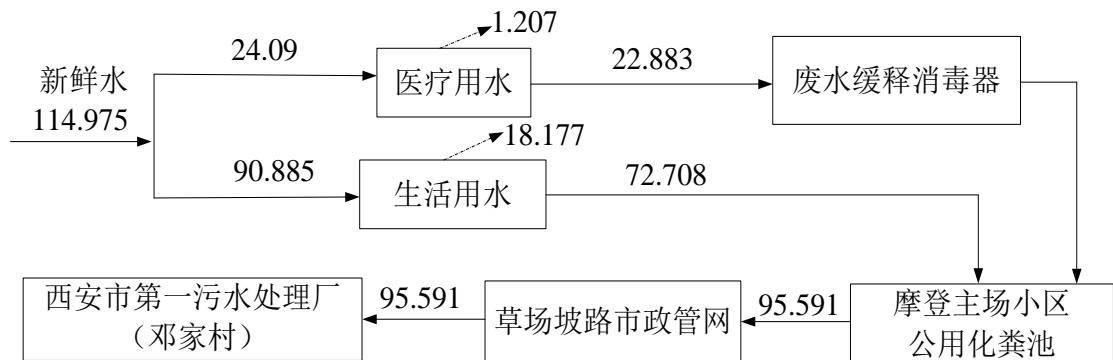 1.207
24.09
22.883
新鲜水
医疗用水
废水缓释消毒器
114.975
18.177
90.885
72.708
生活用水
西安市第一污水处理厂
（邓家村）
95.591
草场坡路市政管网
95.591
摩登主场小区
公用化粪池